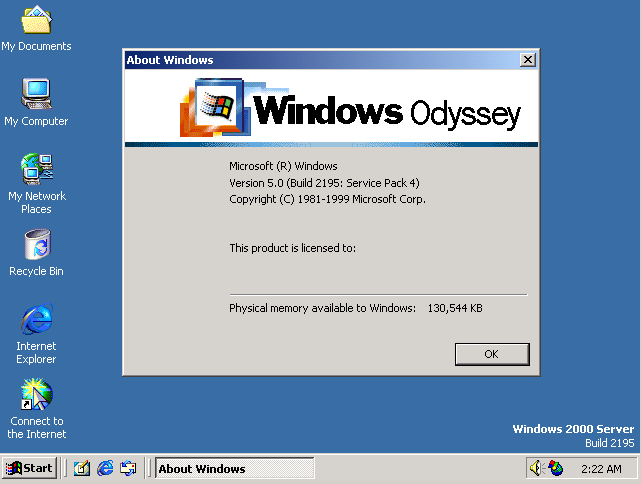 My Documents
My Computer
My Network
Places
Recycle Bin
Internet
Explorer
Connect to
the Internet
About Windows
Windows Odyssey
Microsoft (R) Windows
Version 5.0 (Build 2195: Service Pack 4)
Copyright (C) 1981-1999 Microsoft Corp.
This product is licensed to:
Physical memory available to Windows: 130,544 KB
OK
Windows 2000 Server
Build 2195
Start
About Windows
2:22 AM